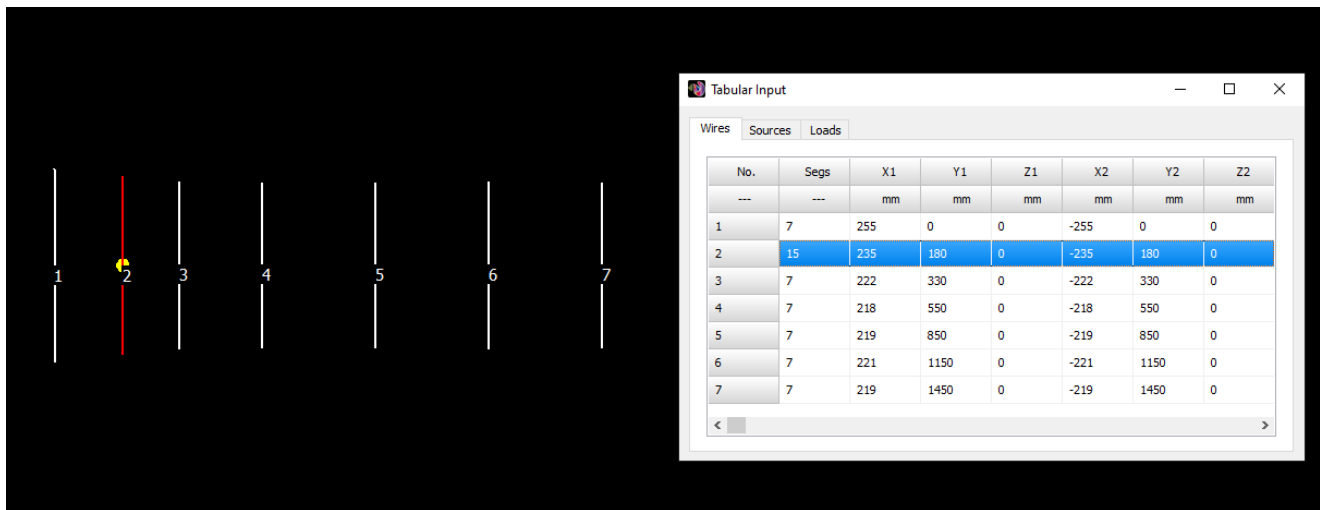 1 2 3 4 5 6 7
Tabular Input
Wires Sources Loads
No. Segs X1 Y1 Z1 X2 Y2 Z2
--- --- mm mm mm mm mm mm
1 7 255 0 0 -255 0 0
2 15 235 180 0 -235 180 0
3 7 222 330 0 -222 330 0
4 7 218 550 0 -218 550 0
5 7 219 850 0 -219 850 0
6 7 221 1150 0 -221 1150 0
7 7 219 1450 0 -219 1450 0